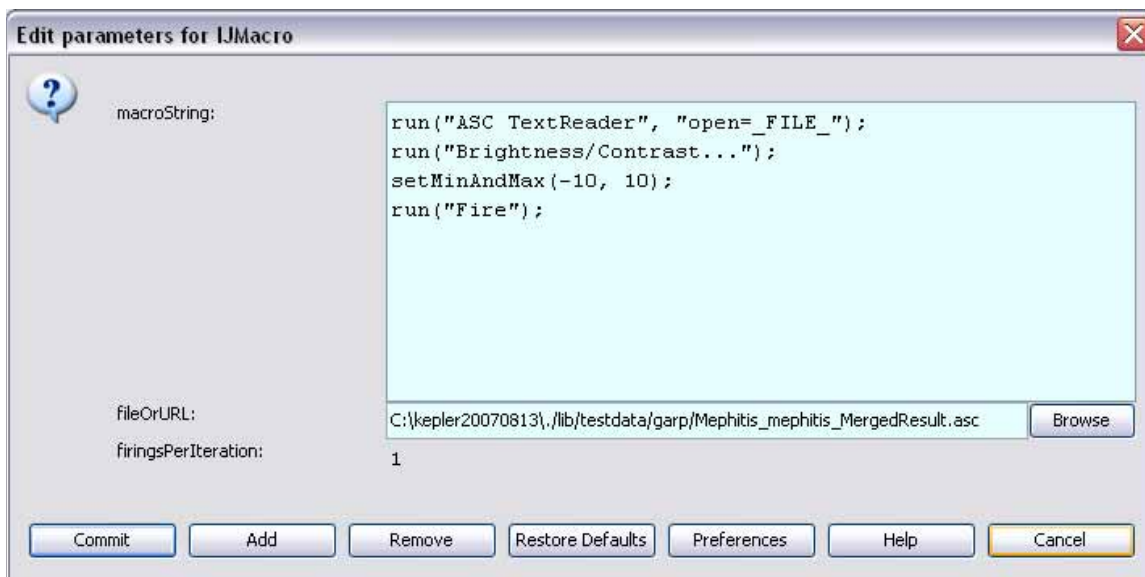 Edit parameters for IJMacro
macroString:
run("ASC TextReader", "open=_FILE_");
run("Brightness/Contrast...");
setMinAndMax(-10, 10);
run("Fire");
fileOrURL:
C:\kepler20070813\./lib/testdata/garp/Mephitis_mephitis_MergedResult.asc
Browse
firingsPerIteration:
1
Commit
Add
Remove
Restore Defaults
Preferences
Help
Cancel